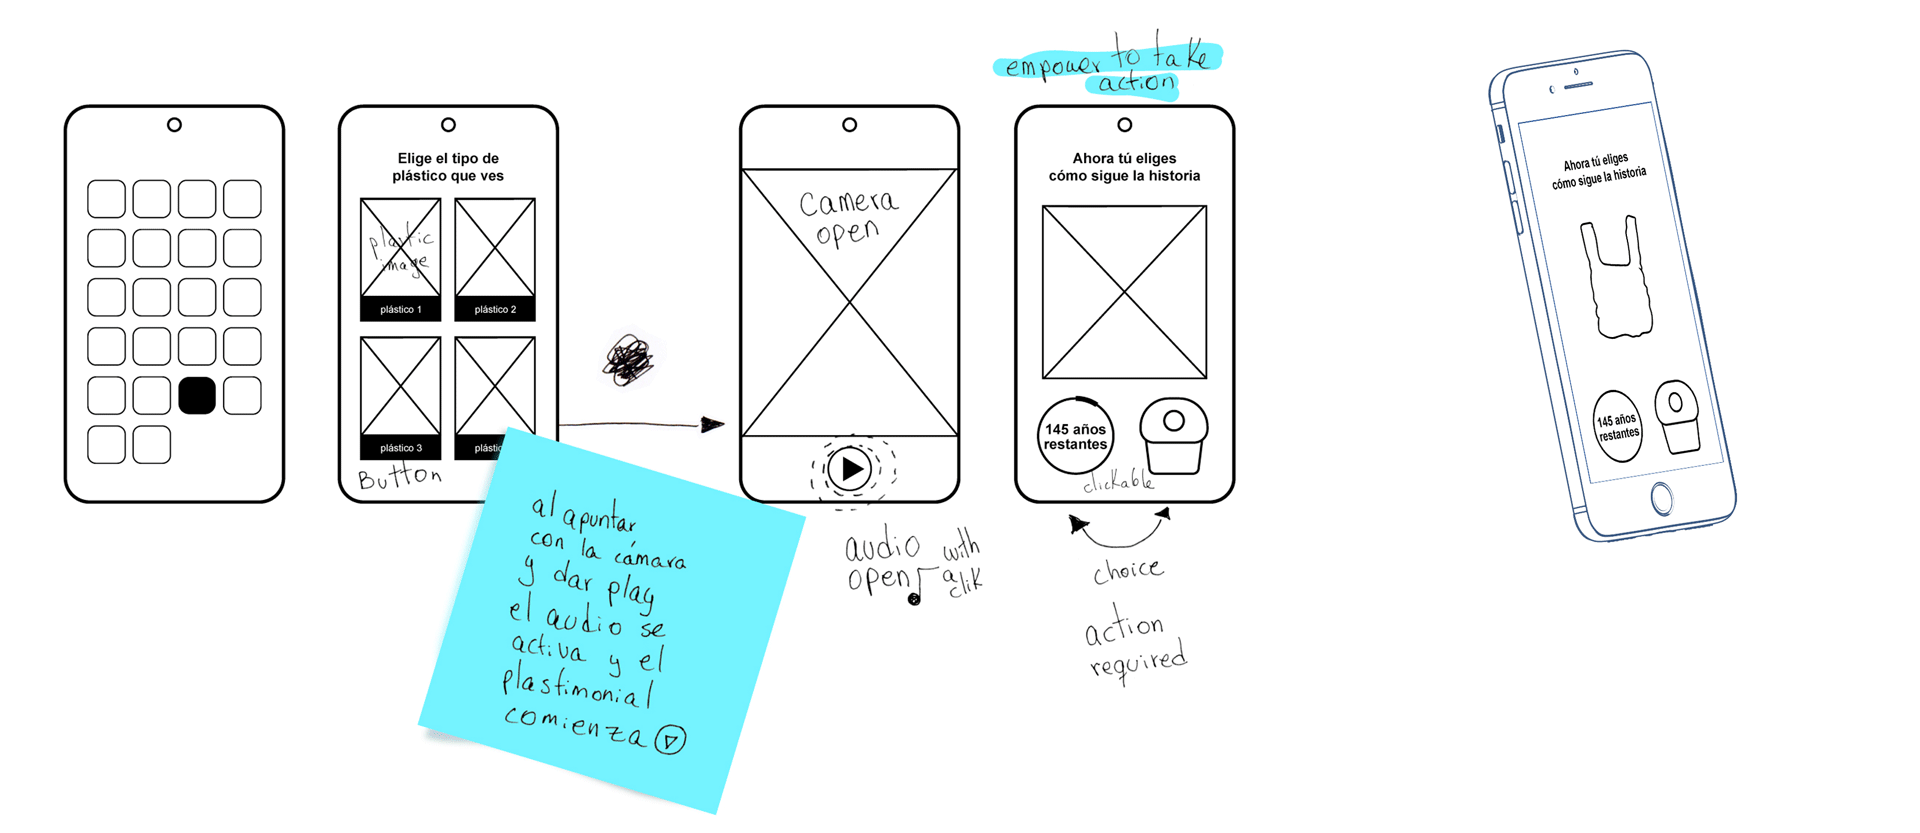 Elige el tipo de
plástico que ves
plastic
image
plástico 1
plástico 2
plástico 3
Button
al apuntar
con la cámara
y dar play
el audio se
activa y el
plastimonial
comienza
Camera
open
audio
open
with
a
clik
empower to take
action
Ahora tú eliges
cómo sigue la historia
145 años
restantes
clickable
choice
action
required
Ahora tú eliges
cómo sigue la historia
145 años
restantes